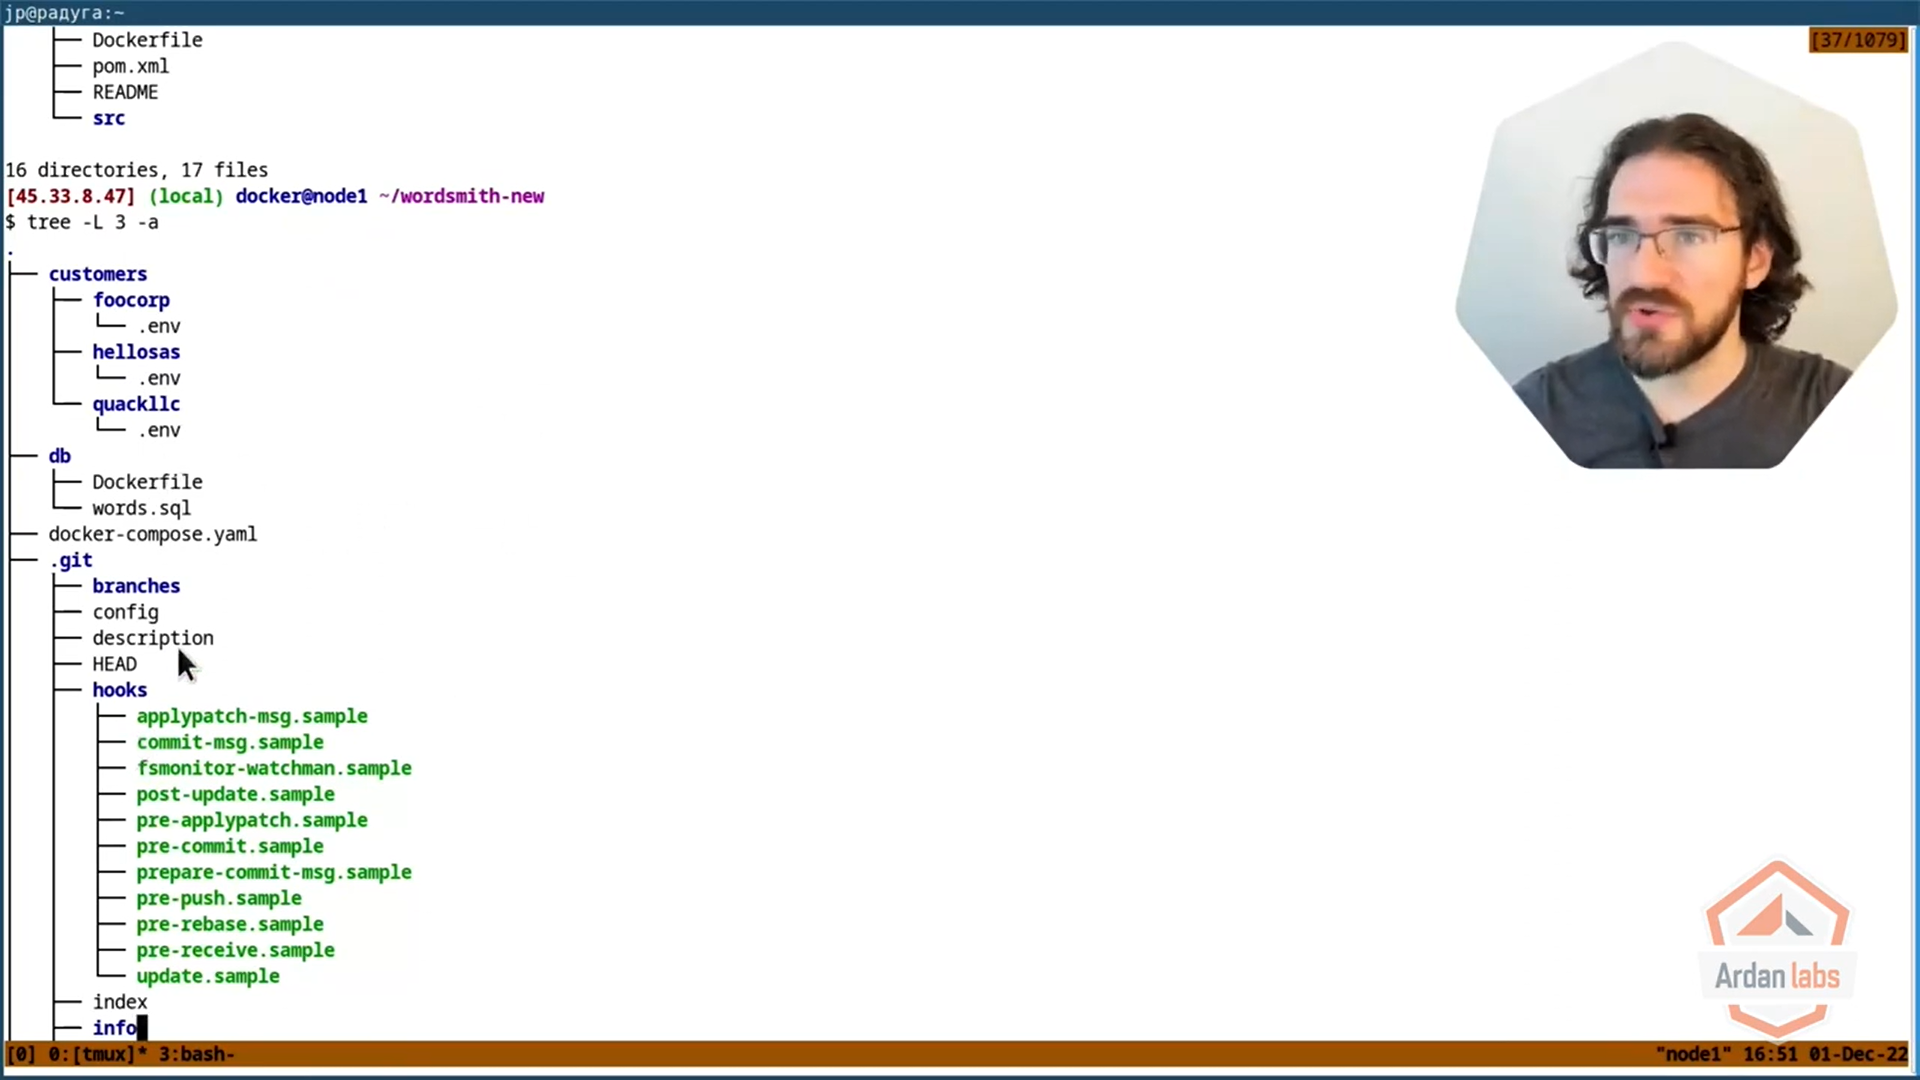 jp@радуга:~
├── Dockerfile
[37/1079]
├── pom.xml
├── README
└── src
16 directories, 17 files
[45.33.8.47] (local) docker@node1 ~/wordsmith-new
$ tree -L 3 -a
.
├── customers
│   ├── foocorp
│   │   └── .env
│   ├── hellosas
│   │   └── .env
│   └── quackllc
│       └── .env
├── db
│   ├── Dockerfile
│   └── words.sql
├── docker-compose.yaml
├── .git
│   ├── branches
│   ├── config
│   ├── description
│   ├── HEAD
│   ├── hooks
│   │   ├── applypatch-msg.sample
│   │   ├── commit-msg.sample
│   │   ├── fsmonitor-watchman.sample
│   │   ├── post-update.sample
│   │   ├── pre-applypatch.sample
│   │   ├── pre-commit.sample
│   │   ├── prepare-commit-msg.sample
│   │   ├── pre-push.sample
│   │   ├── pre-rebase.sample
│   │   ├── pre-receive.sample
│   │   └── update.sample
│   ├── index
│   ├── info
Ardan labs
[0] 0:[tmux]* 3:bash-
"node1" 16:51 01-Dec-22